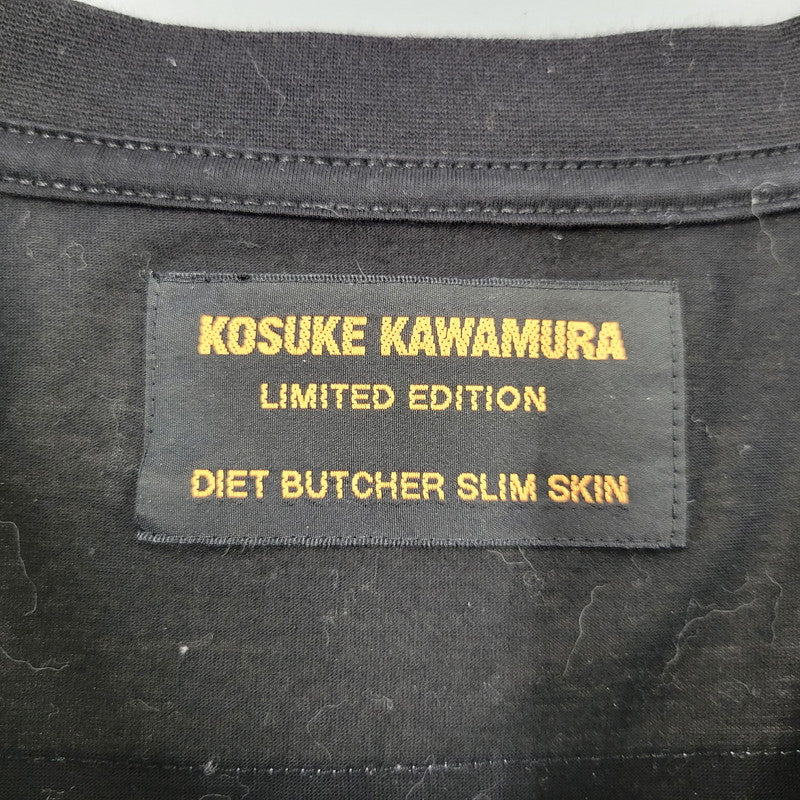 KOSUKE KAWAMURA
LIMITED EDITION
DIET BUTCHER SLIM SKIN